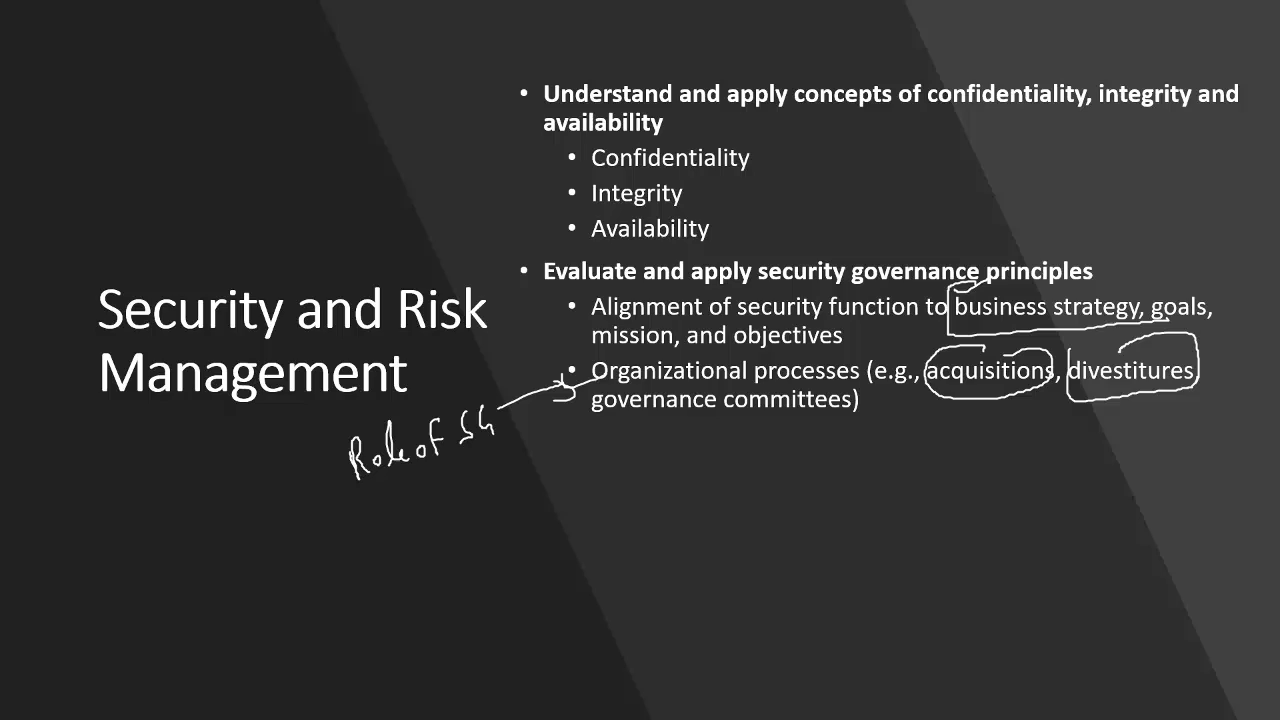 Security and Risk
Management
• Understand and apply concepts of confidentiality, integrity and
availability
• Confidentiality
• Integrity
• Availability
• Evaluate and apply security governance principles
• Alignment of security function to business strategy, goals,
mission, and objectives
• Organizational processes (e.g., acquisitions, divestitures
governance committees)
Role of SG